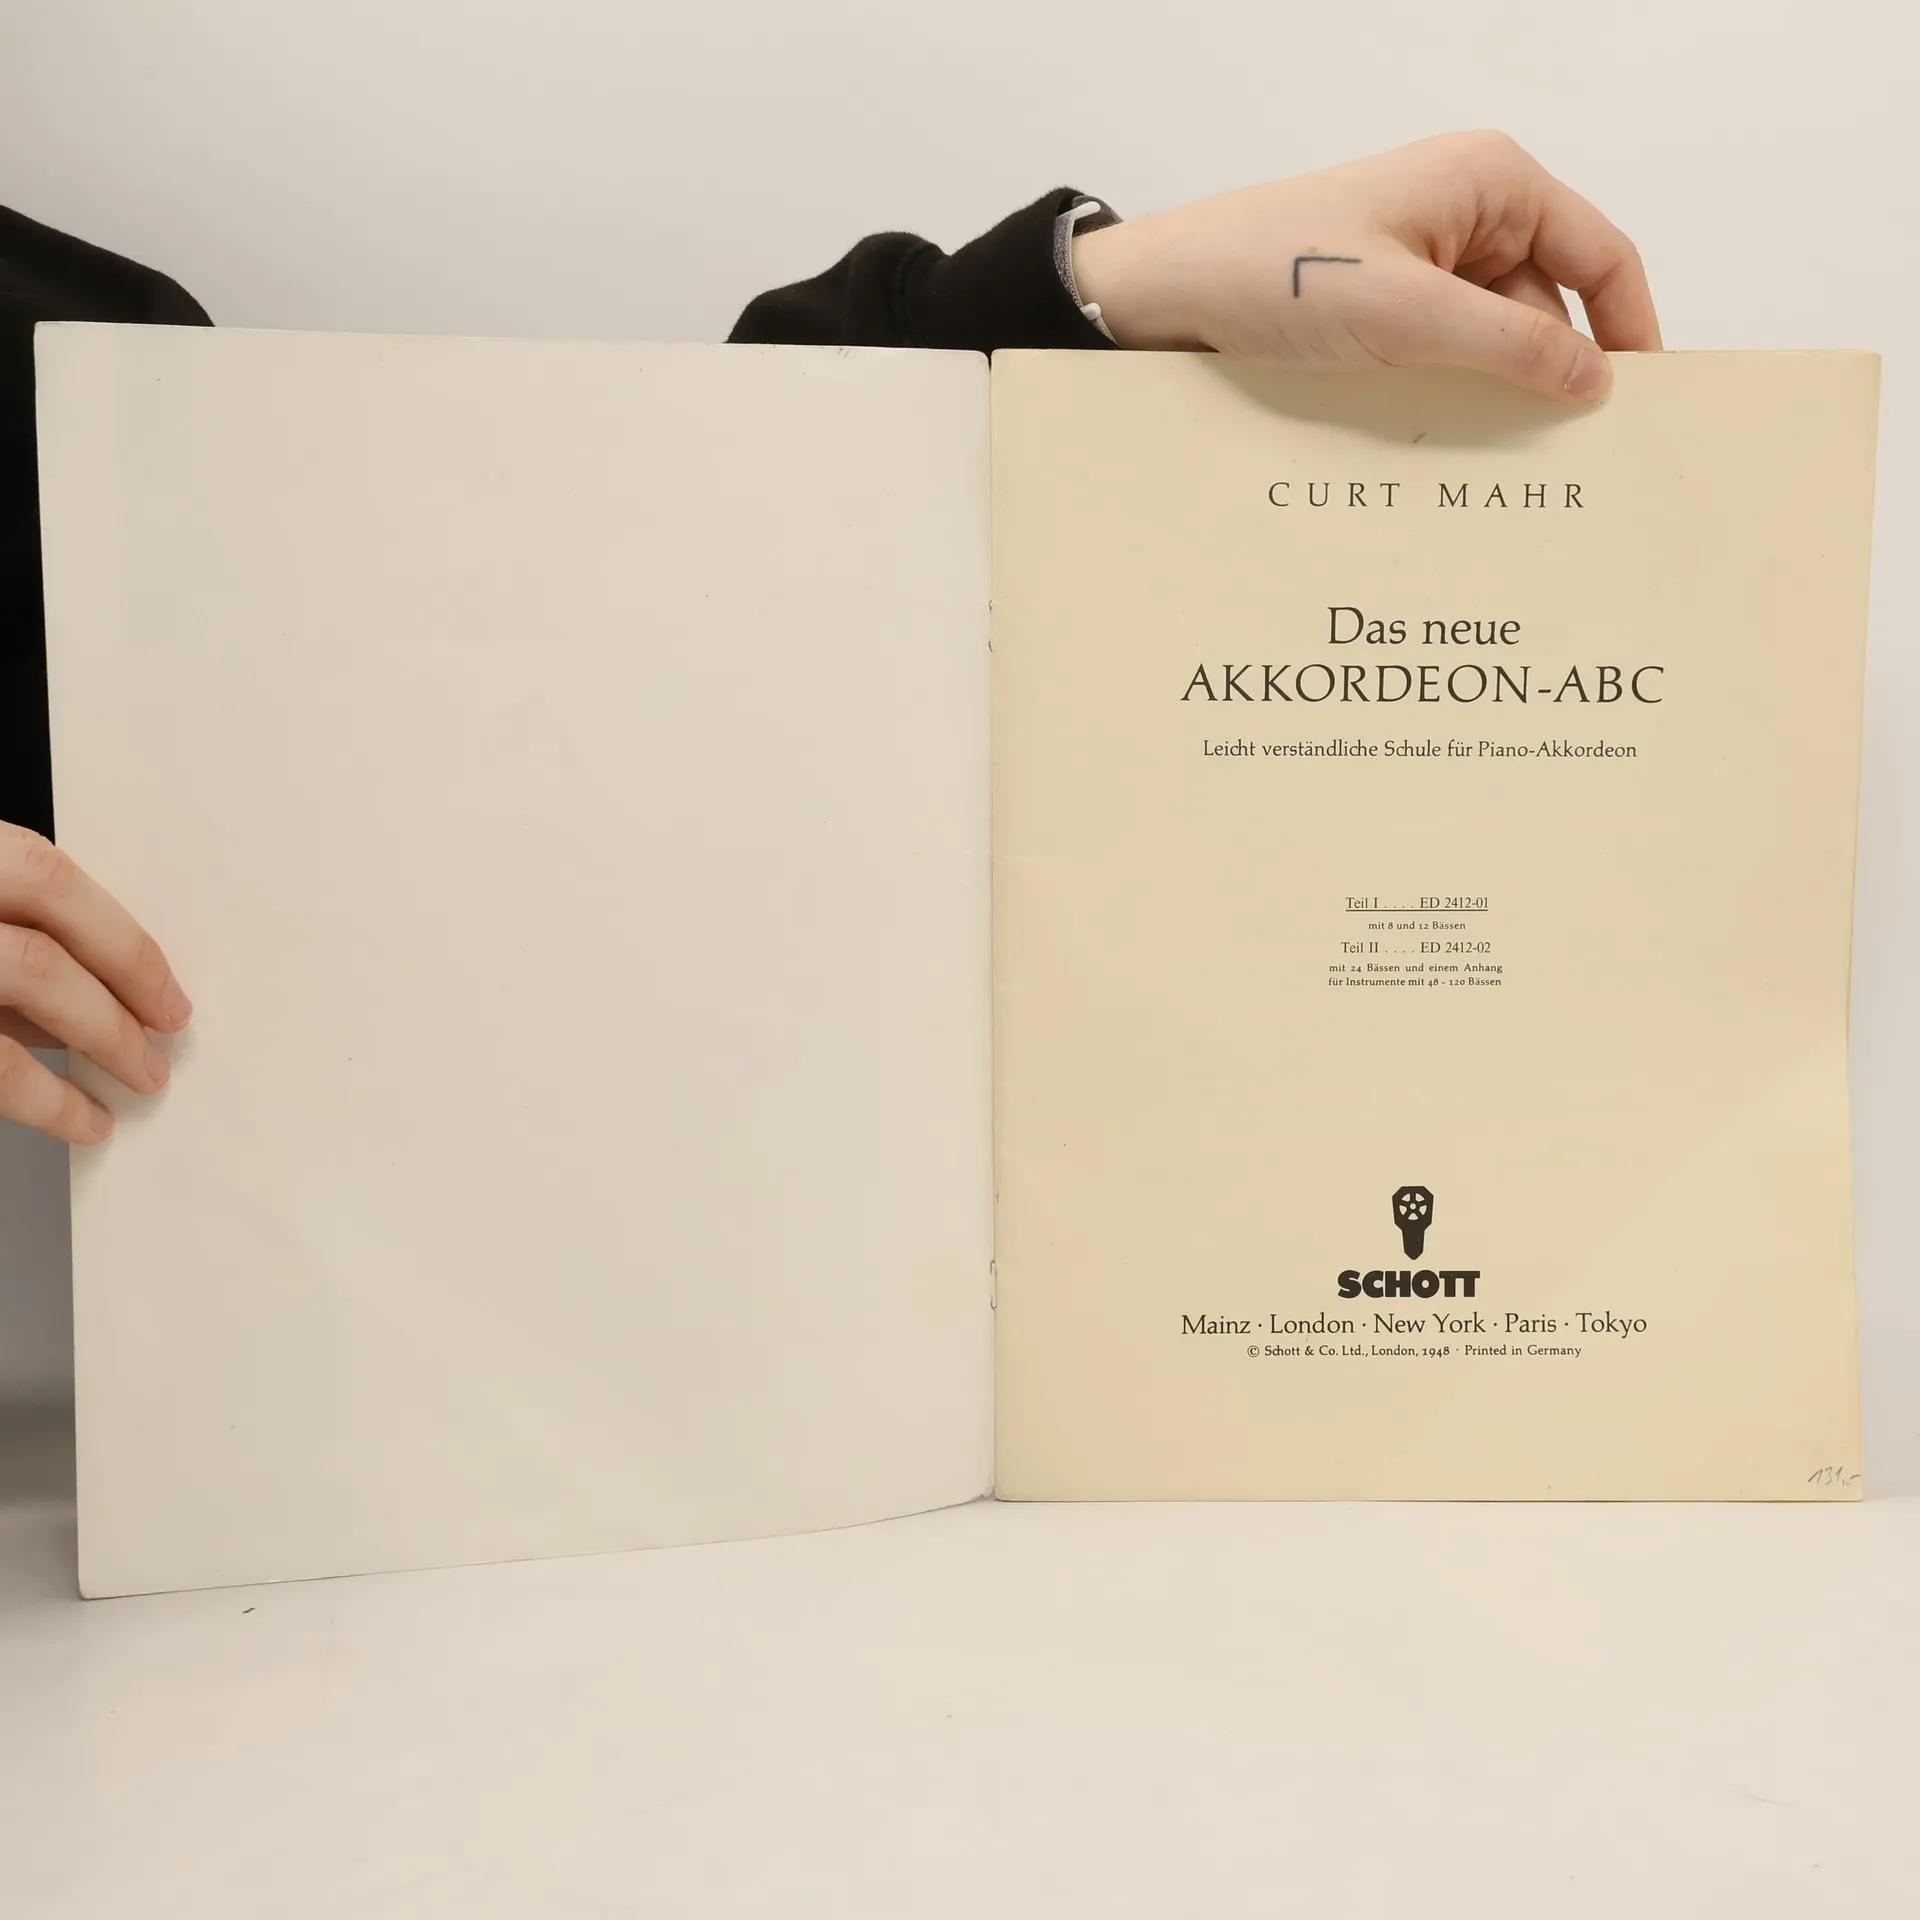 CURT MAHR
Das neue
AKKORDEON-ABC
Leicht verständliche Schule für Piano-Akkordeon
Teil I . . . . ED 2412-01
mit 8 und 12 Bässen
Teil II . . . . ED 2412-02
mit 24 Bässen und einem Anhang
für Instrumente mit 48 - 120 Bässen
SCHOTT
Mainz · London · New York · Paris · Tokyo
© Schott & Co. Ltd., London, 1948 · Printed in Germany
131,-